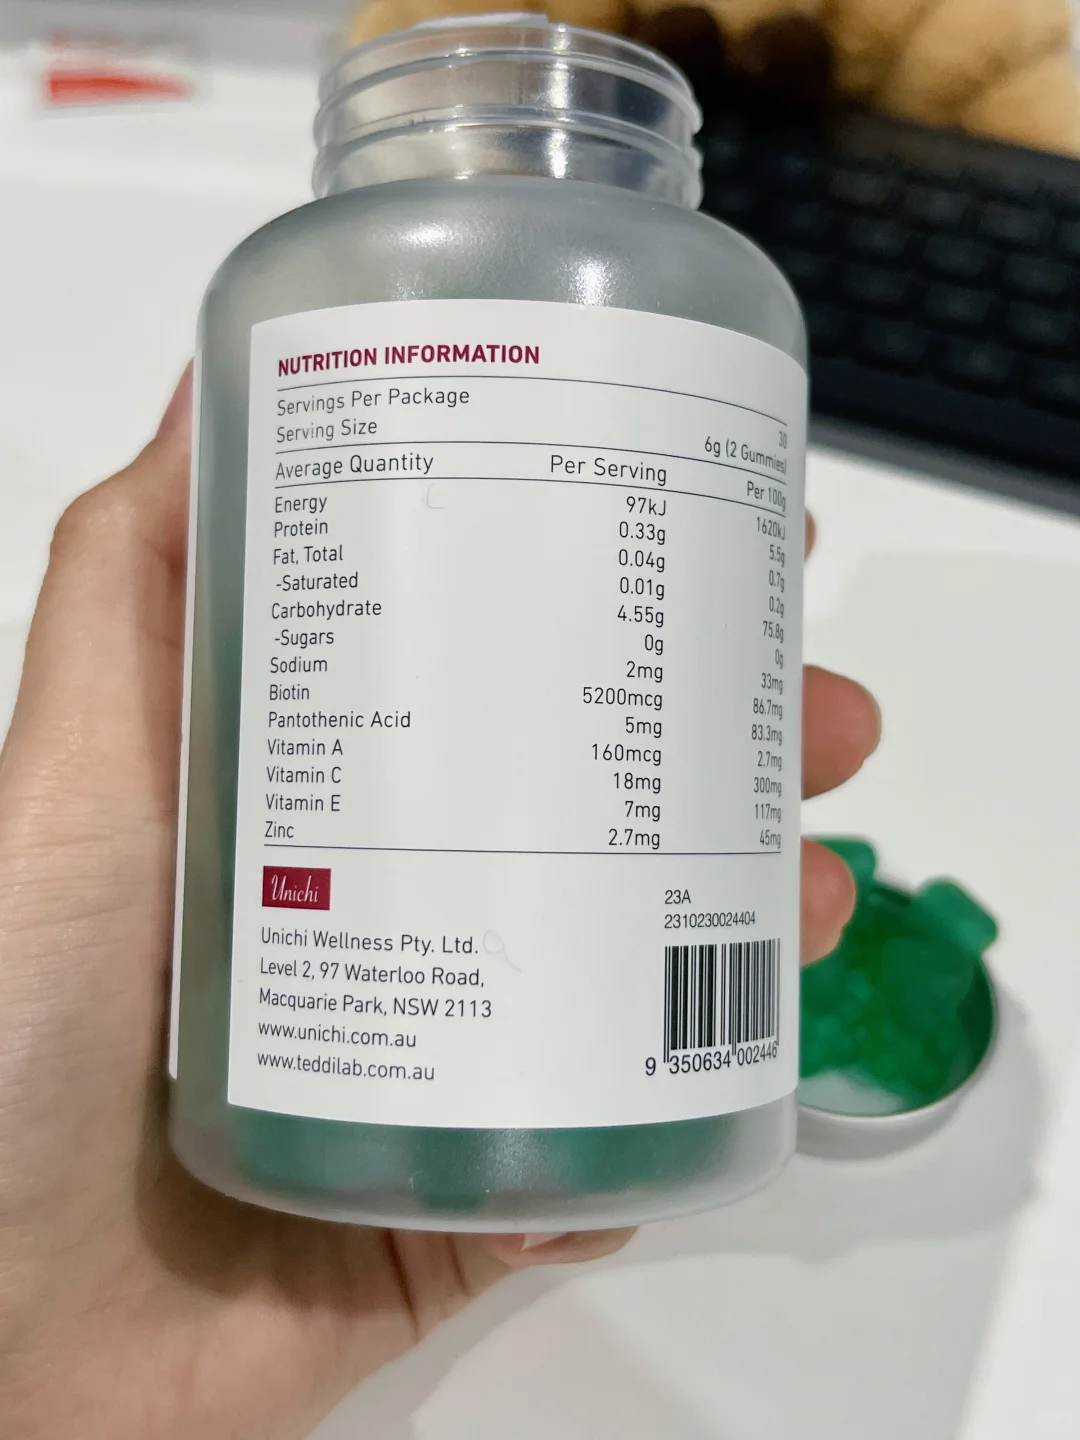 NUTRITION INFORMATION
Servings Per Package 30
Serving Size 6g (2 Gummies)
Average Quantity Per Serving Per 100g
Energy 97kJ 1620kJ
Protein 0.33g 5.5g
Fat, Total 0.04g 0.7g
-Saturated 0.01g 0.2g
Carbohydrate 4.55g 75.8g
-Sugars 0g 0g
Sodium 2mg 33mg
Biotin 5200mcg 86.7mg
Pantothenic Acid 5mg 83.3mg
Vitamin A 160mcg 2.7mg
Vitamin C 18mg 300mg
Vitamin E 7mg 117mg
Zinc 2.7mg 45mg
Unichi
Unichi Wellness Pty. Ltd.
Level 2, 97 Waterloo Road,
Macquarie Park, NSW 2113
www.unichi.com.au
www.teddilab.com.au
23A
2310230024404
9 350634 002446